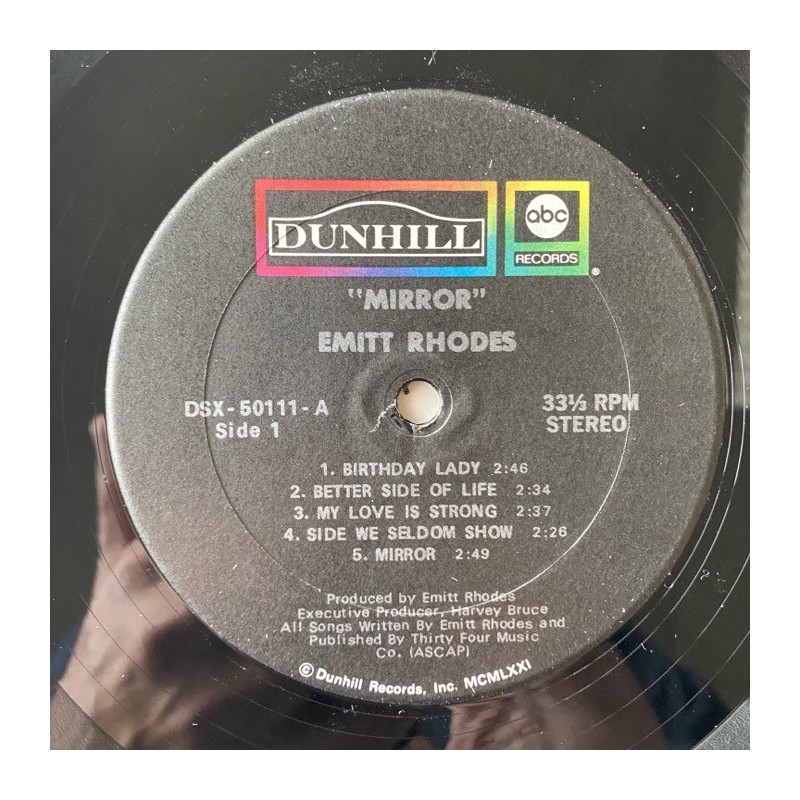 DUNHILL
abc
RECORDS
®
"MIRROR"
EMITT RHODES
DSX-50111-A
Side 1
33⅓ RPM
STEREO
1. BIRTHDAY LADY 2:46
2. BETTER SIDE OF LIFE 2:34
3. MY LOVE IS STRONG 2:37
4. SIDE WE SELDOM SHOW 2:26
5. MIRROR 2:49
Produced by Emitt Rhodes
Executive Producer, Harvey Bruce
All Songs Written By Emitt Rhodes and
Published By Thirty Four Music
Co. (ASCAP)
© Dunhill Records, Inc. MCMLXXI